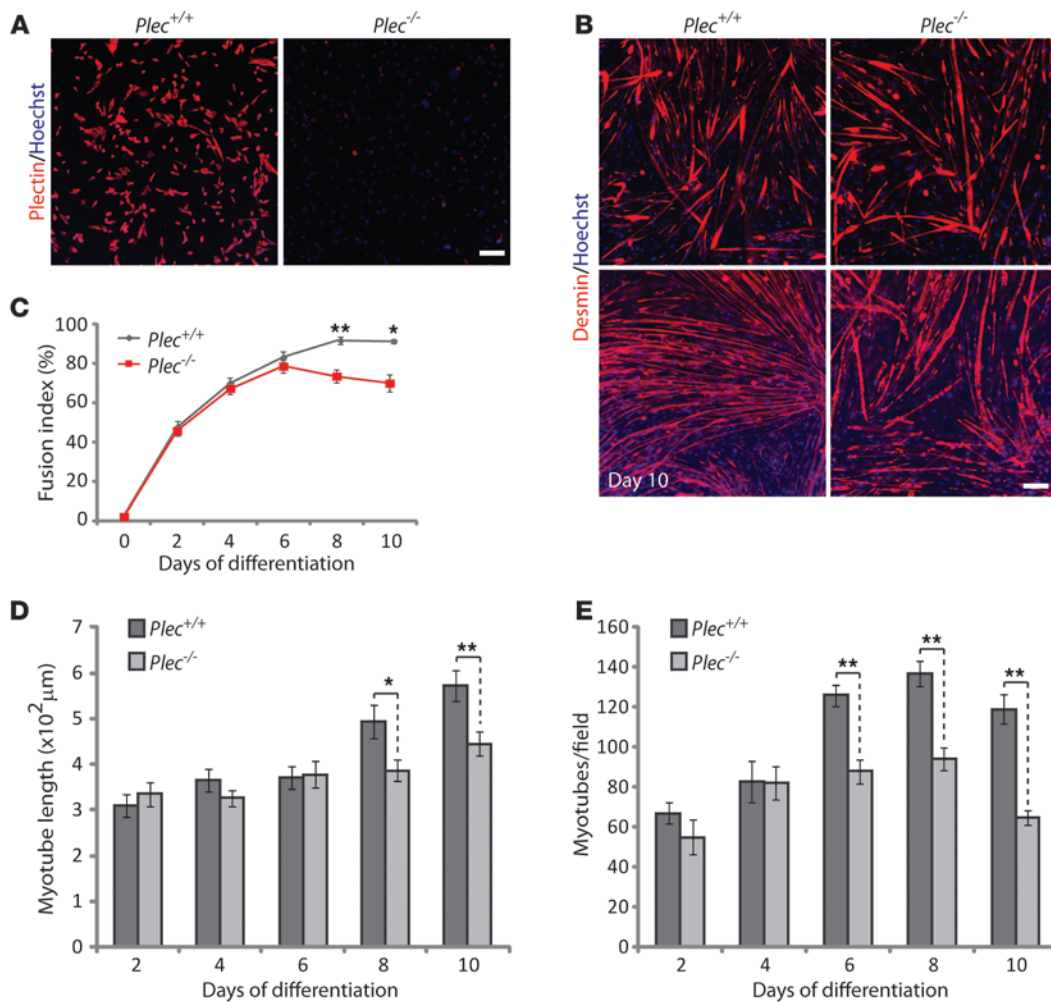 A
Plec+/+
Plec-/-
Plectin/Hoechst
B
Plec+/+
Plec-/-
Desmin/Hoechst
Day 10
C
Fusion index (%)
100
80
60
40
20
0
Plec+/+
Plec-/-
** *
0 2 4 6 8 10
Days of differentiation
D
Myotube length (x102 μm)
7
6
5
4
3
2
1
0
Plec+/+
Plec-/-
* **
2 4 6 8 10
Days of differentiation
E
Myotubes/field
160
140
120
100
80
60
40
20
0
Plec+/+
Plec-/-
** ** **
2 4 6 8 10
Days of differentiation